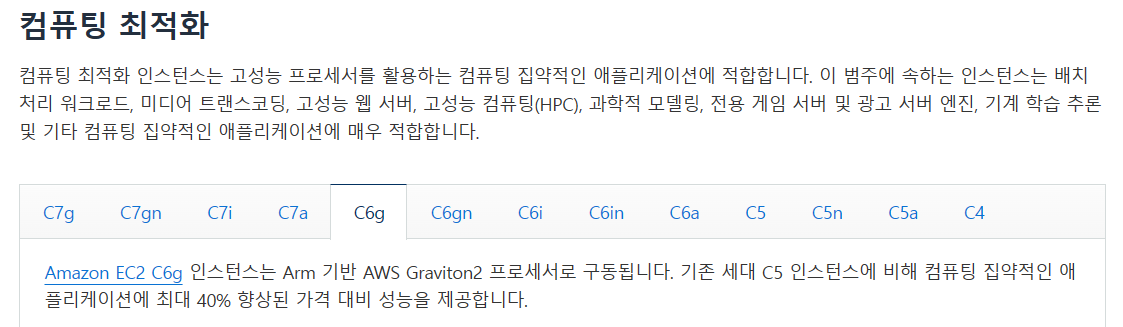 컴퓨팅 최적화
컴퓨팅 최적화 인스턴스는 고성능 프로세서를 활용하는 컴퓨팅 집약적인 애플리케이션에 적합합니다. 이 범주에 속하는 인스턴스는 배치
처리 워크로드, 미디어 트랜스코딩, 고성능 웹 서버, 고성능 컴퓨팅(HPC), 과학적 모델링, 전용 게임 서버 및 광고 서버 엔진, 기계 학습 추론
및 기타 컴퓨팅 집약적인 애플리케이션에 매우 적합합니다.
C7g C7gn C7i C7a C6g C6gn C6i C6in C6a C5 C5n C5a C4
Amazon EC2 C6g 인스턴스는 Arm 기반 AWS Graviton2 프로세서로 구동됩니다. 기존 세대 C5 인스턴스에 비해 컴퓨팅 집약적인 애
플리케이션에 최대 40% 향상된 가격 대비 성능을 제공합니다.